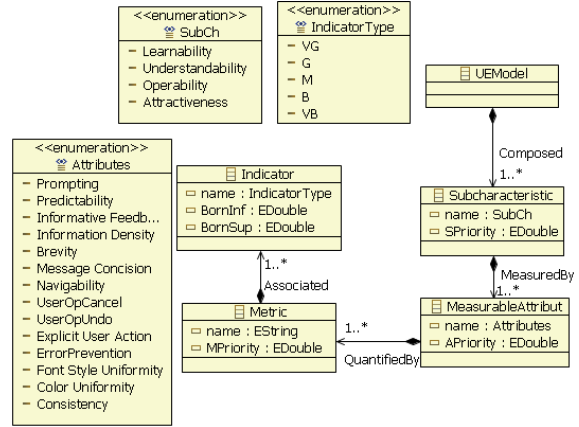 <<enumeration>>
SubCh
Learnability
Understandability
Operability
Attractiveness
<<enumeration>>
IndicatorType
VG
G
M
B
VB
UEModel
Composed
1..*
<<enumeration>>
Attributes
Prompting
Predictability
Informative Feedb...
Information Density
Brevity
Message Concision
Navigability
UserOpCancel
UserOpUndo
Explicit User Action
ErrorPrevention
Font Style Uniformity
Color Uniformity
Consistency
Indicator
name : IndicatorType
BornInf : EDouble
BornSup : EDouble
1..*
Associated
Subcharacteristic
name : SubCh
SPriority : EDouble
MeasuredBy
1..*
Metric
name : EString
MPriority : EDouble
1..*
QuantifiedBy
MeasurableAttribut
name : Attributes
APriority : EDouble